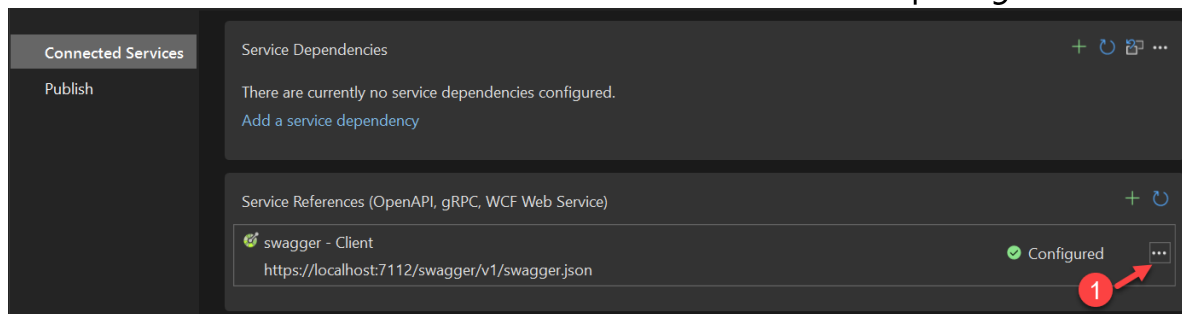 Connected Services
Publish
Service Dependencies
There are currently no service dependencies configured.
Add a service dependency
Service References (OpenAPI, gRPC, WCF Web Service)
swagger - Client
https://localhost:7112/swagger/v1/swagger.json
Configured
1